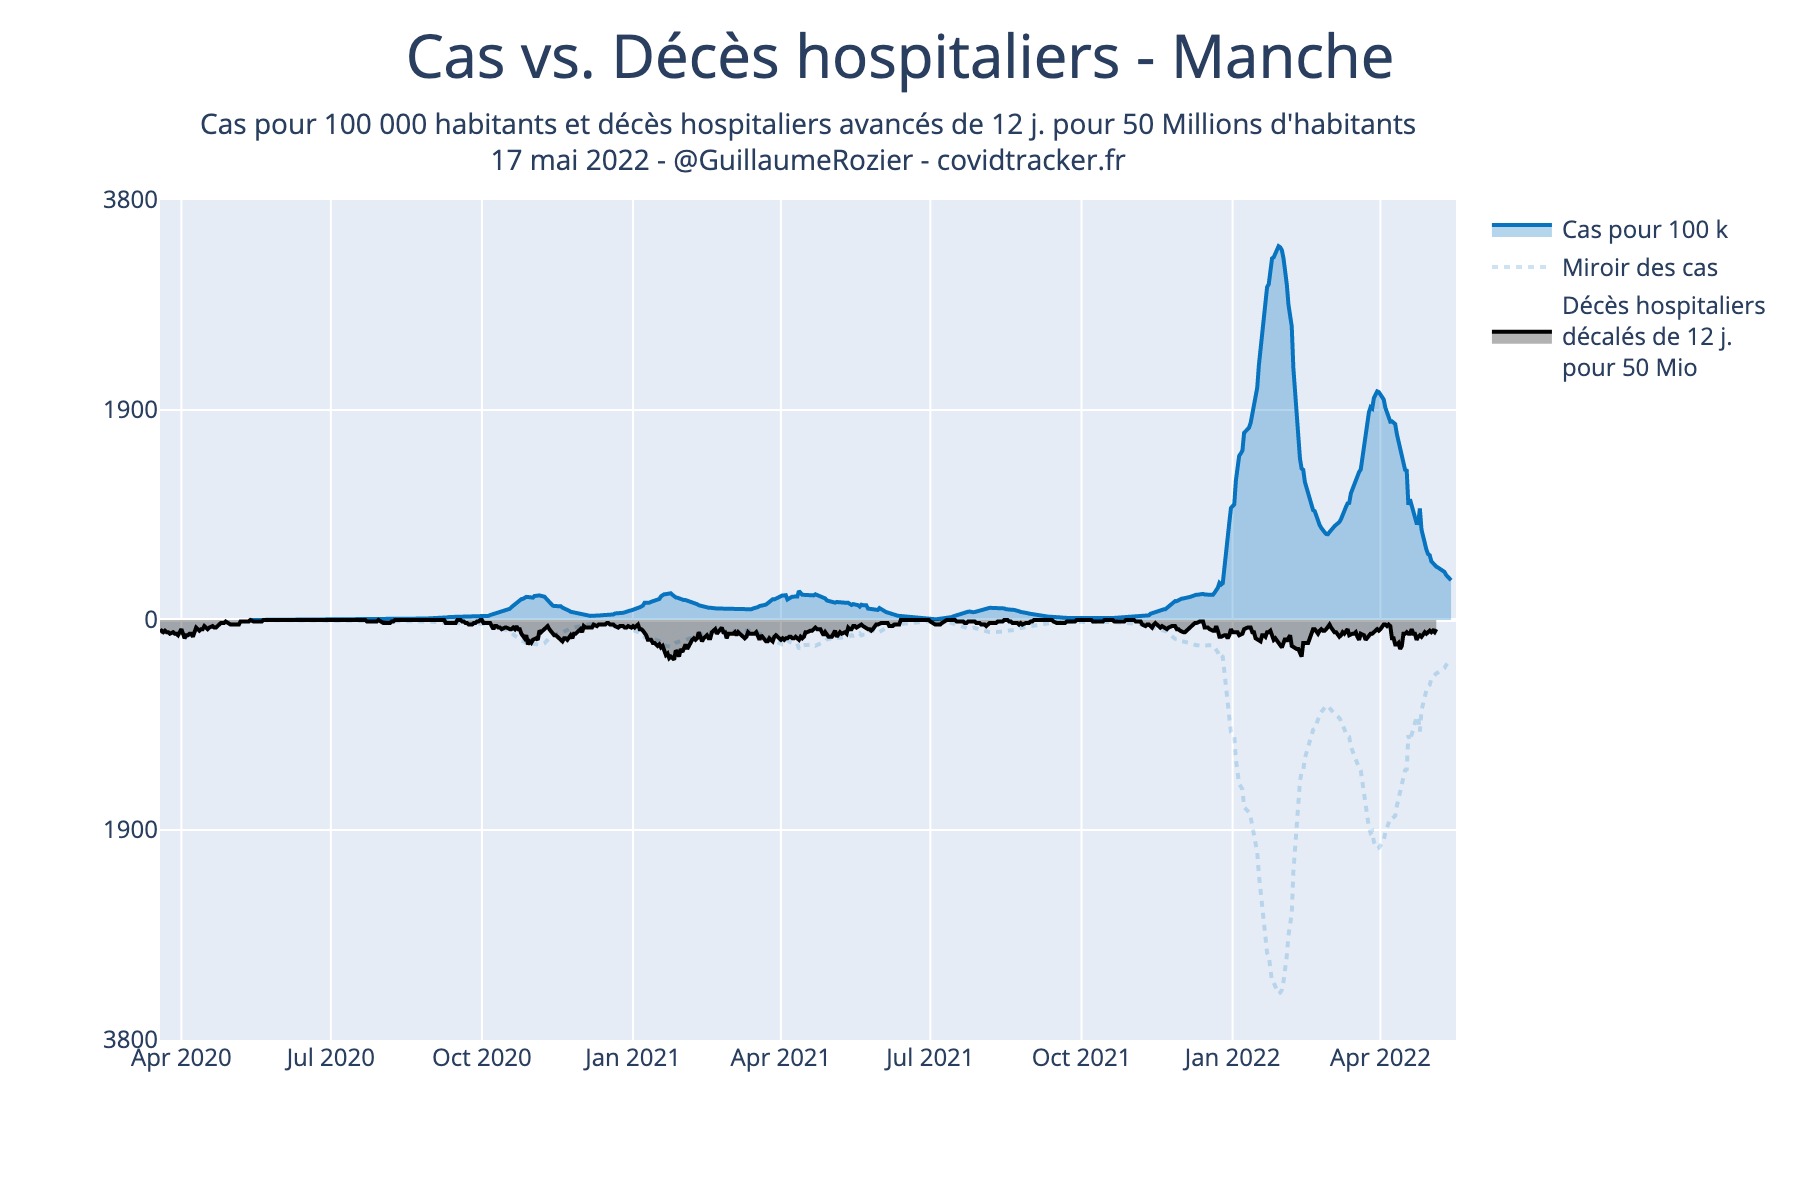 Cas vs. Décès hospitaliers - Manche
Cas pour 100 000 habitants et décès hospitaliers avancés de 12 j. pour 50 Millions d'habitants
17 mai 2022 - @GuillaumeRozier - covidtracker.fr
3800
1900
0
1900
3800
Apr 2020
Jul 2020
Oct 2020
Jan 2021
Apr 2021
Jul 2021
Oct 2021
Jan 2022
Apr 2022
Cas pour 100 k
Miroir des cas
Décès hospitaliers
décalés de 12 j.
pour 50 Mio